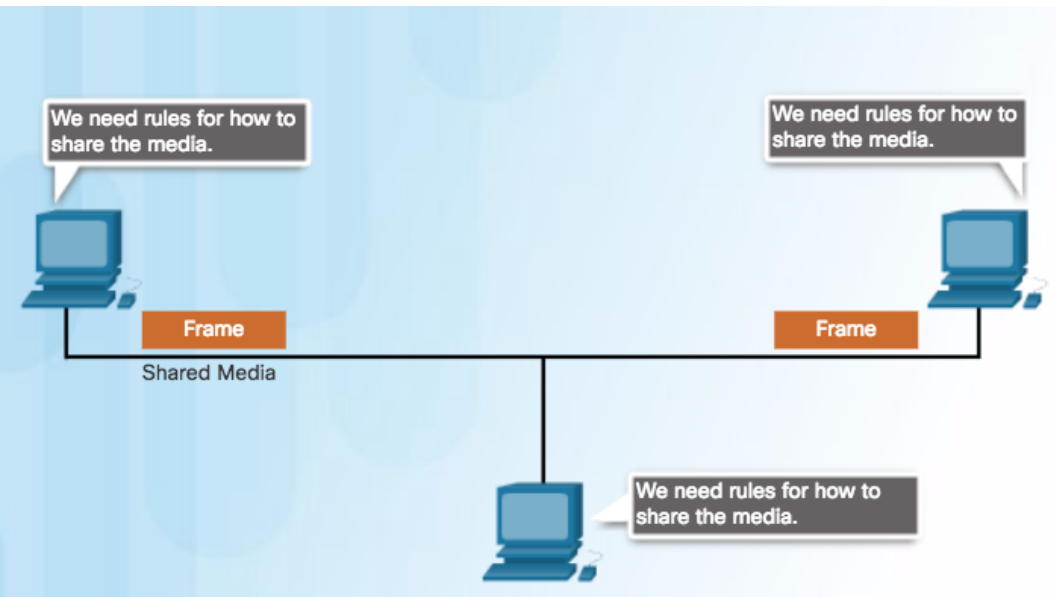 We need rules for how to
share the media.
We need rules for how to
share the media.
Frame
Frame
Shared Media
We need rules for how to
share the media.